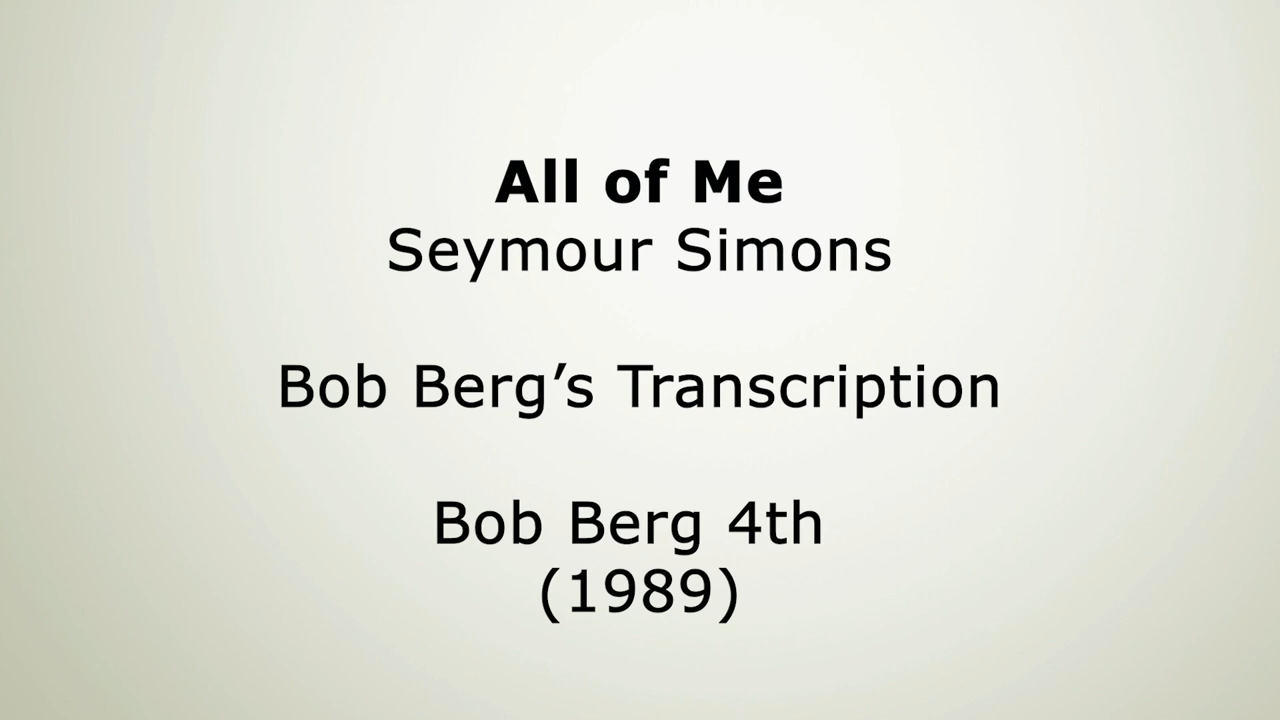 All of Me
Seymour Simons
Bob Berg’s Transcription
Bob Berg 4th
(1989)